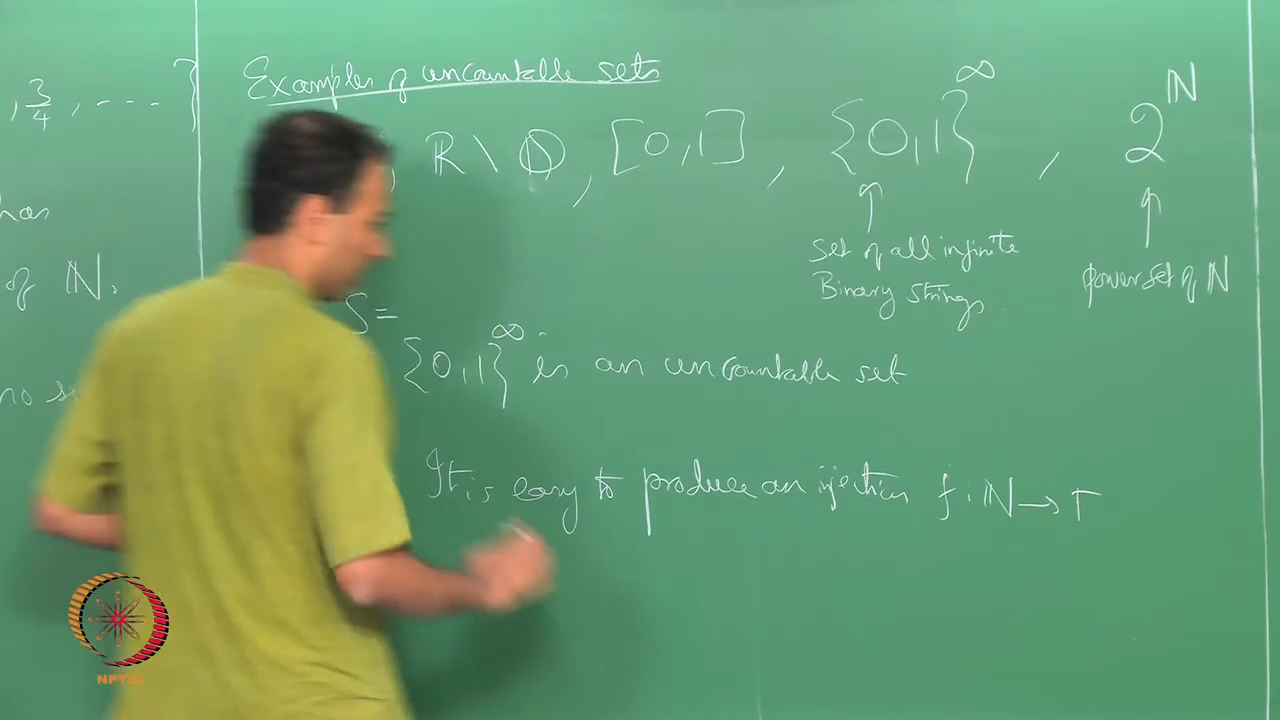 Examples of uncountable sets
, 3/4, ---- }
, R \ Q, [0,1], {0,1}^∞, 2^ℕ
has
Set of all infinite
Binary strings.
power set of ℕ
of ℕ.
S =
{0,1}^∞ is an uncountable set
no
It is easy to produce an injection f : ℕ →
NPTEL